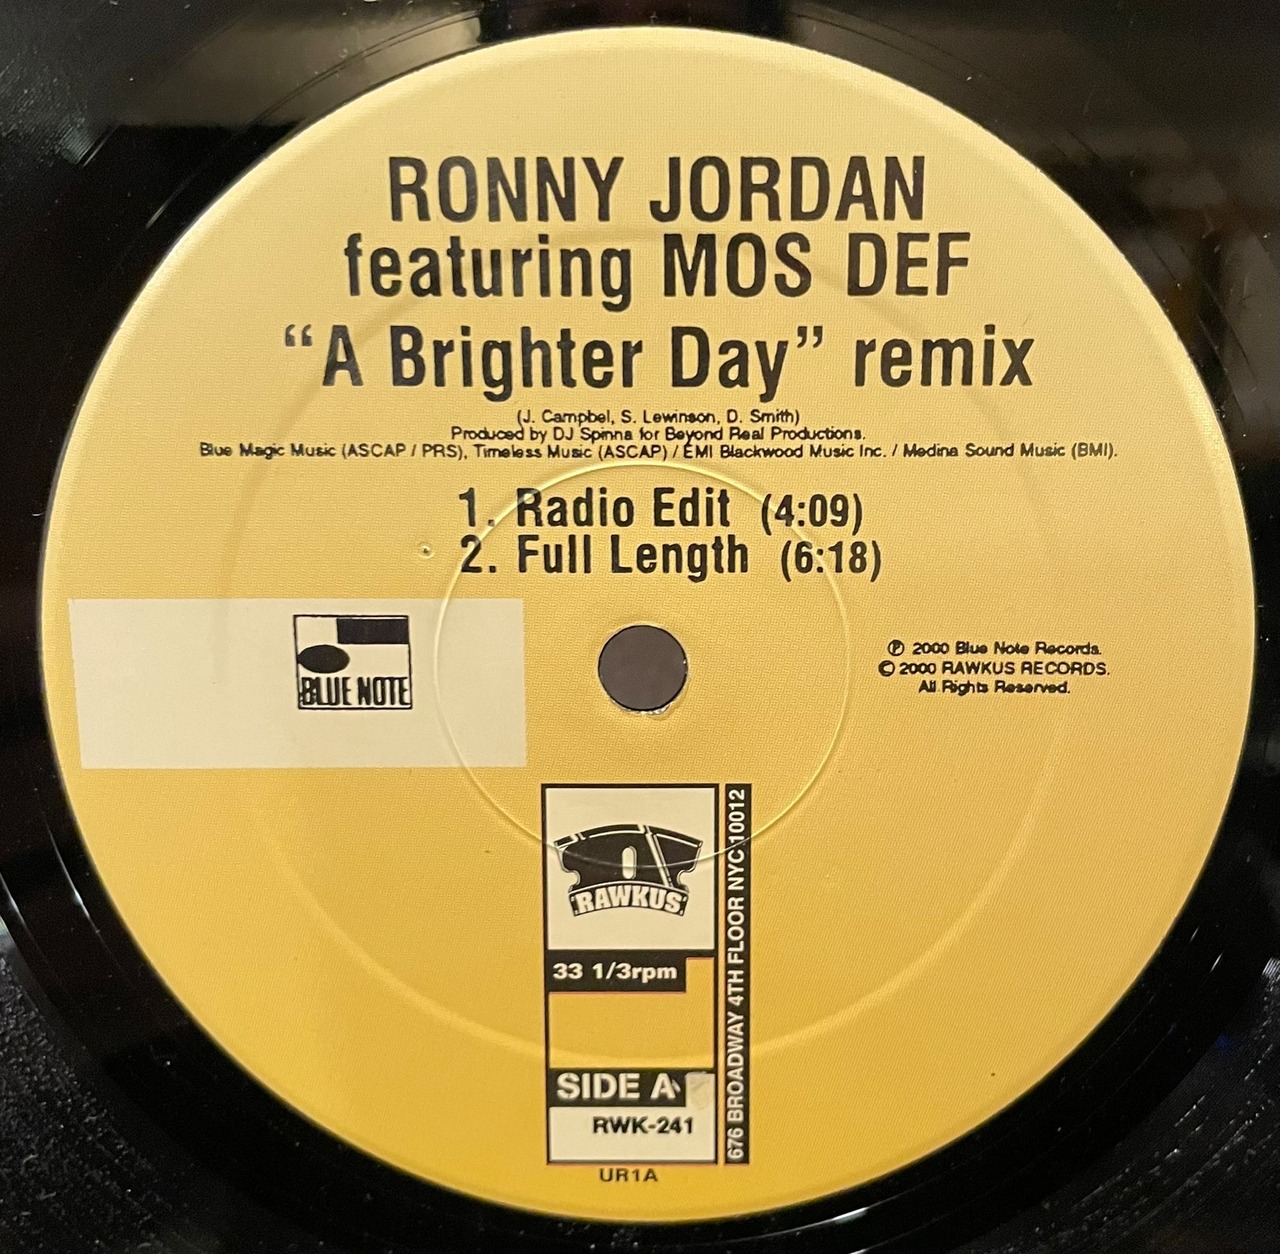 RONNY JORDAN
featuring MOS DEF
“A Brighter Day” remix
(J. Campbel, S. Lewinson, D. Smith)
Produced by DJ Spinna for Beyond Real Productions.
Blue Magic Music (ASCAP / PRS), Timeless Music (ASCAP) / EMI Blackwood Music Inc. / Medina Sound Music (BMI).
1. Radio Edit (4:09)
2. Full Length (6:18)
BLUE NOTE
℗ 2000 Blue Note Records.
© 2000 RAWKUS RECORDS.
All Rights Reserved.
RAWKUS
33 1/3rpm
SIDE A
RWK-241
676 BROADWAY 4TH FLOOR NYC 10012
UR1A